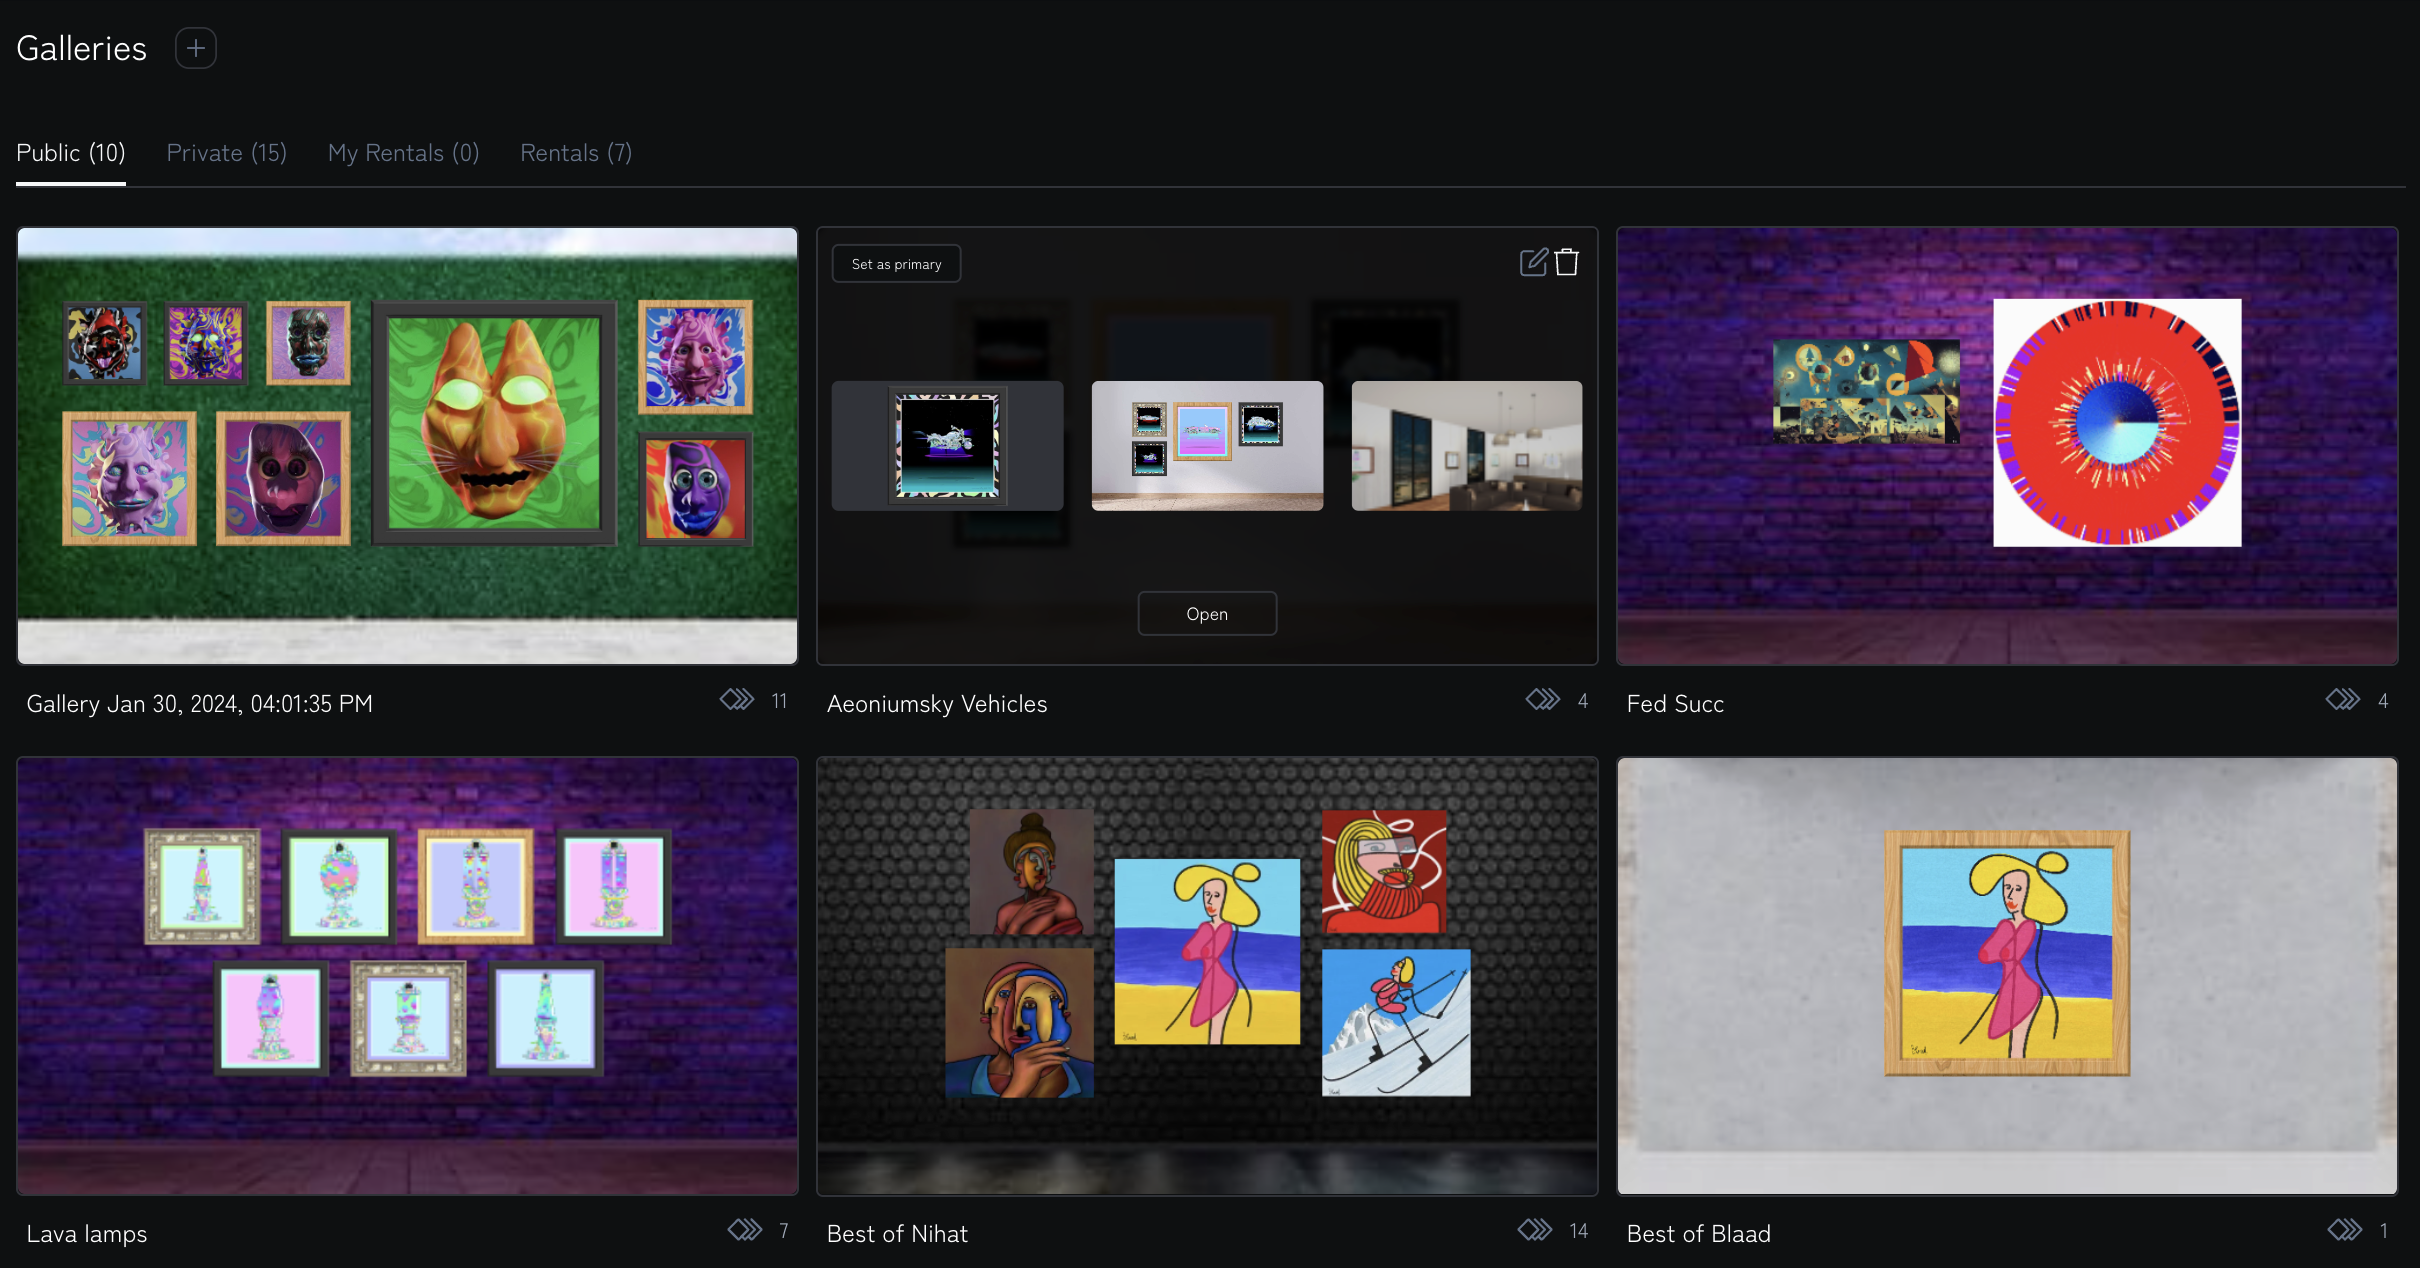 Galleries
Public (10) Private (15) My Rentals (0) Rentals (7)
Set as primary
Open
Gallery Jan 30, 2024, 04:01:35 PM 11
Aeoniumsky Vehicles 4
Fed Succ 4
Lava lamps 7
Best of Nihat 14
Best of Blaad 1